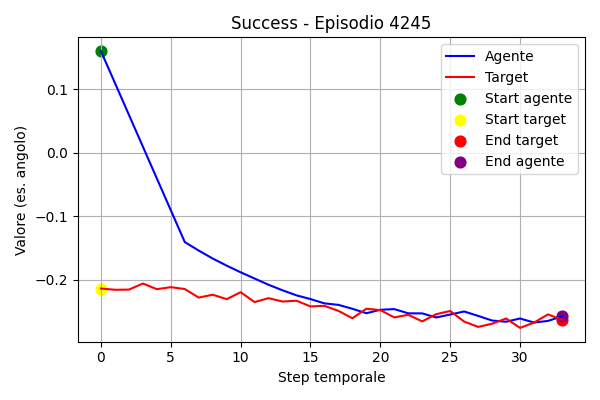 Success - Episodio 4245
Valore (es. angolo)
0.1
0.0
−0.1
−0.2
0
5
10
15
20
25
30
Step temporale
Agente
Target
Start agente
Start target
End target
End agente